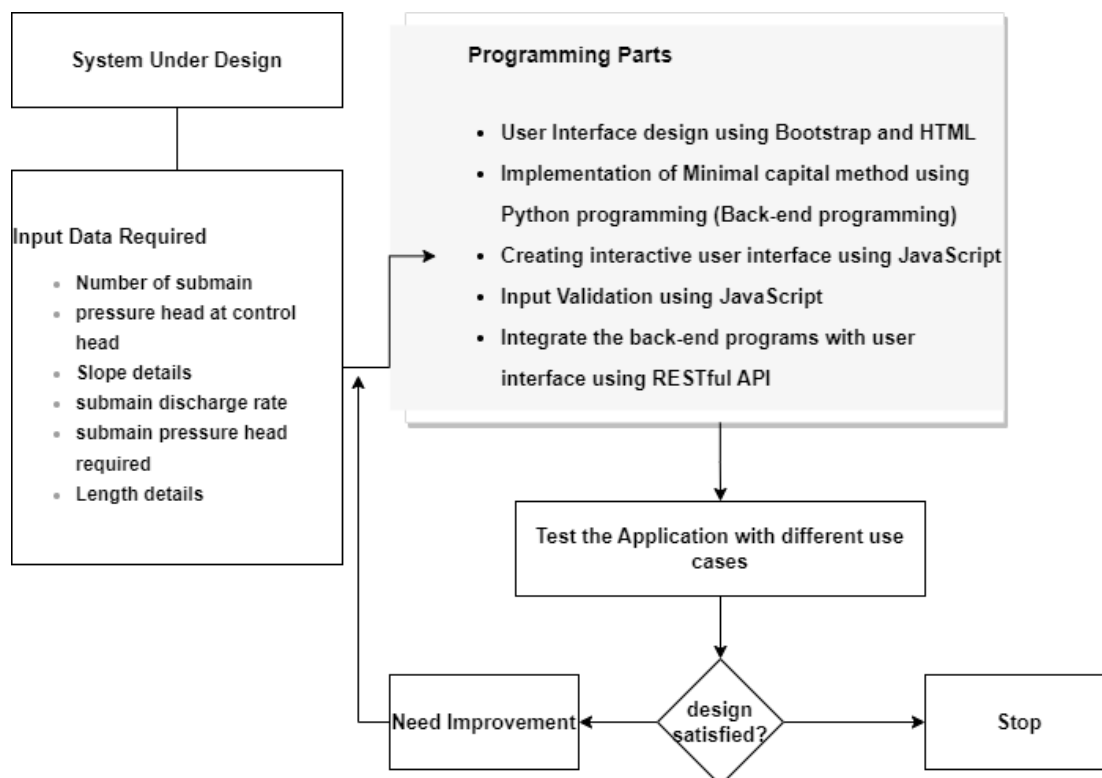 System Under Design
Input Data Required
Number of submain
pressure head at control
head
Slope details
submain discharge rate
submain pressure head
required
Length details
Programming Parts
User Interface design using Bootstrap and HTML
Implementation of Minimal capital method using
Python programming (Back-end programming)
Creating interactive user interface using JavaScript
Input Validation using JavaScript
Integrate the back-end programs with user
interface using RESTful API
Test the Application with different use
cases
design
satisfied?
Need Improvement
Stop